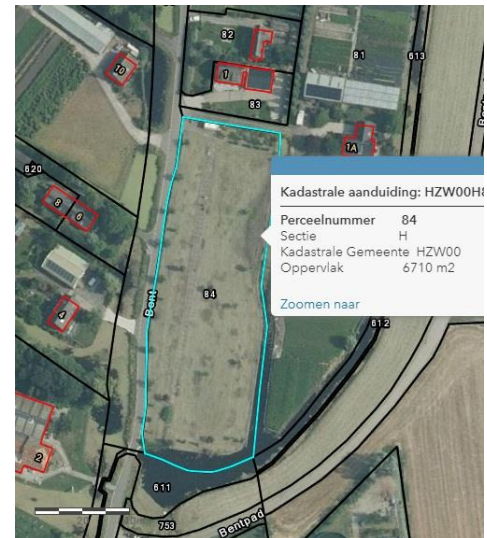 82
81
613
10
1
83
1A
620
8
6
Kadastrale aanduiding: HZW00H8
Perceelnummer 84
Sectie H
Kadastrale Gemeente HZW00
Oppervlak 6710 m2
Zoomen naar
84
Bent
4
612
2
611
753
Bentpad